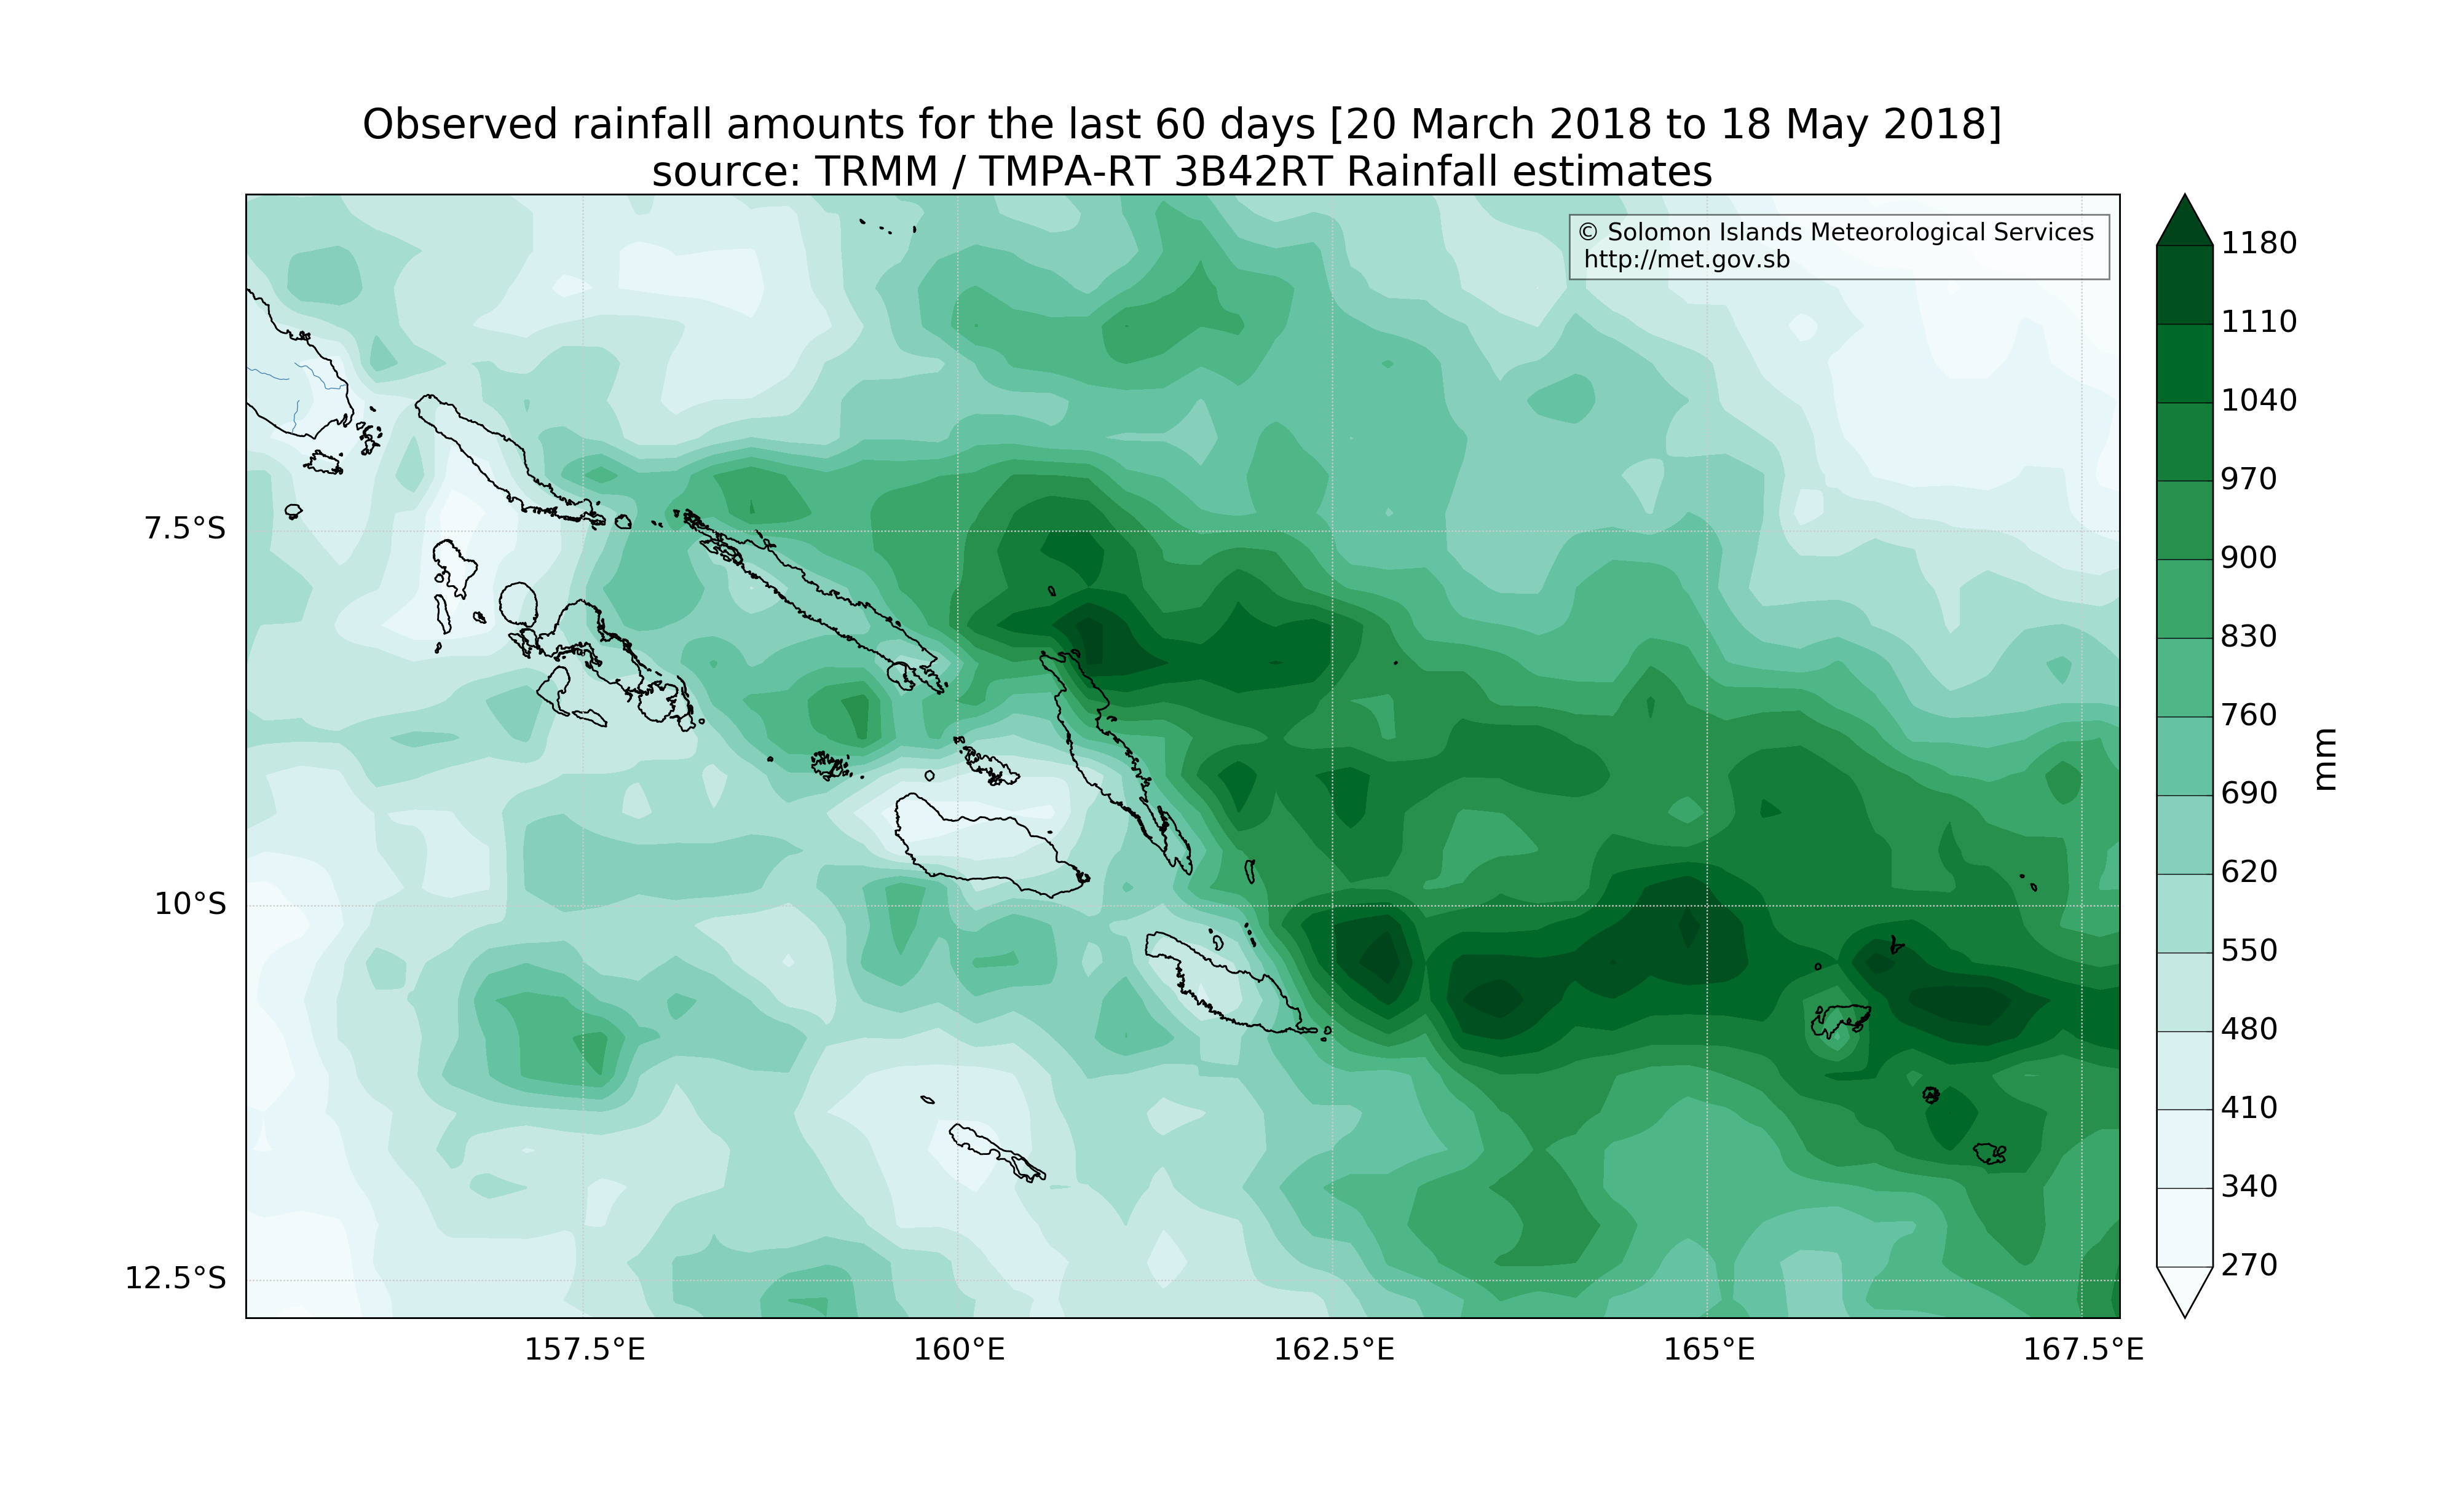 Observed rainfall amounts for the last 60 days [20 March 2018 to 18 May 2018]
source: TRMM / TMPA-RT 3B42RT Rainfall estimates
© Solomon Islands Meteorological Services
http://met.gov.sb
7.5°S
10°S
12.5°S
157.5°E
160°E
162.5°E
165°E
167.5°E
1180
1110
1040
970
900
830
760
690
620
550
480
410
340
270
mm